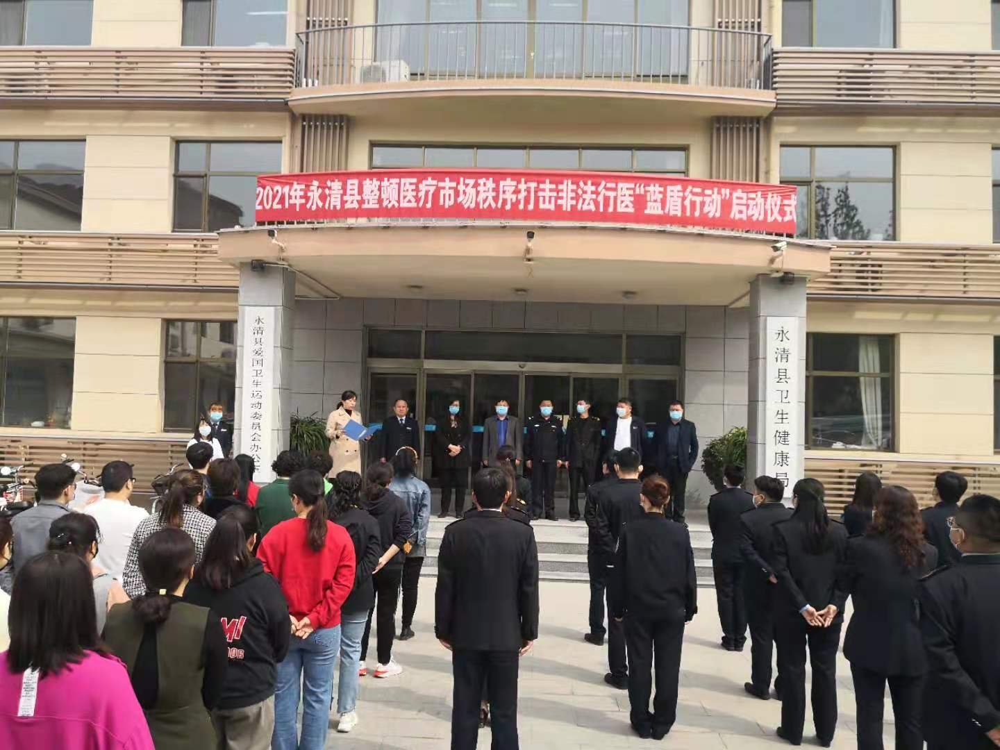 2021年永清县整顿医疗市场秩序打击非法行医“蓝盾行动”启动仪式
永清县爱国卫生运动委员会办公室
永清县卫生健康局
MI